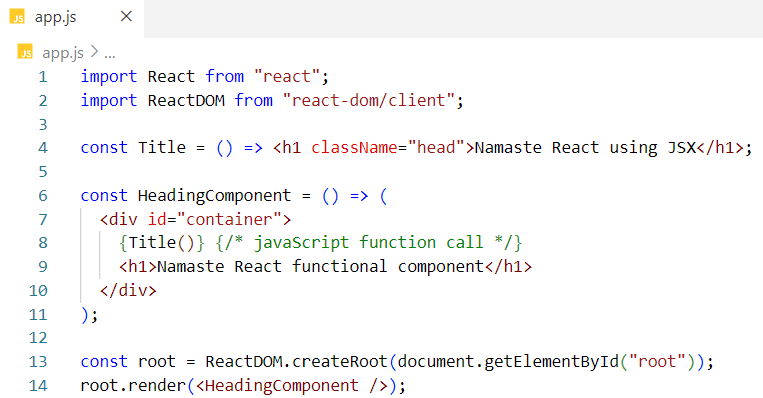 JS app.js ×
JS app.js > ...
1 import React from "react";
2 import ReactDOM from "react-dom/client";
3
4 const Title = () => <h1 className="head">Namaste React using JSX</h1>;
5
6 const HeadingComponent = () => (
7   <div id="container">
8     {Title()} {/* javaScript function call */}
9     <h1>Namaste React functional component</h1>
10   </div>
11 );
12
13 const root = ReactDOM.createRoot(document.getElementById("root"));
14 root.render(<HeadingComponent />);